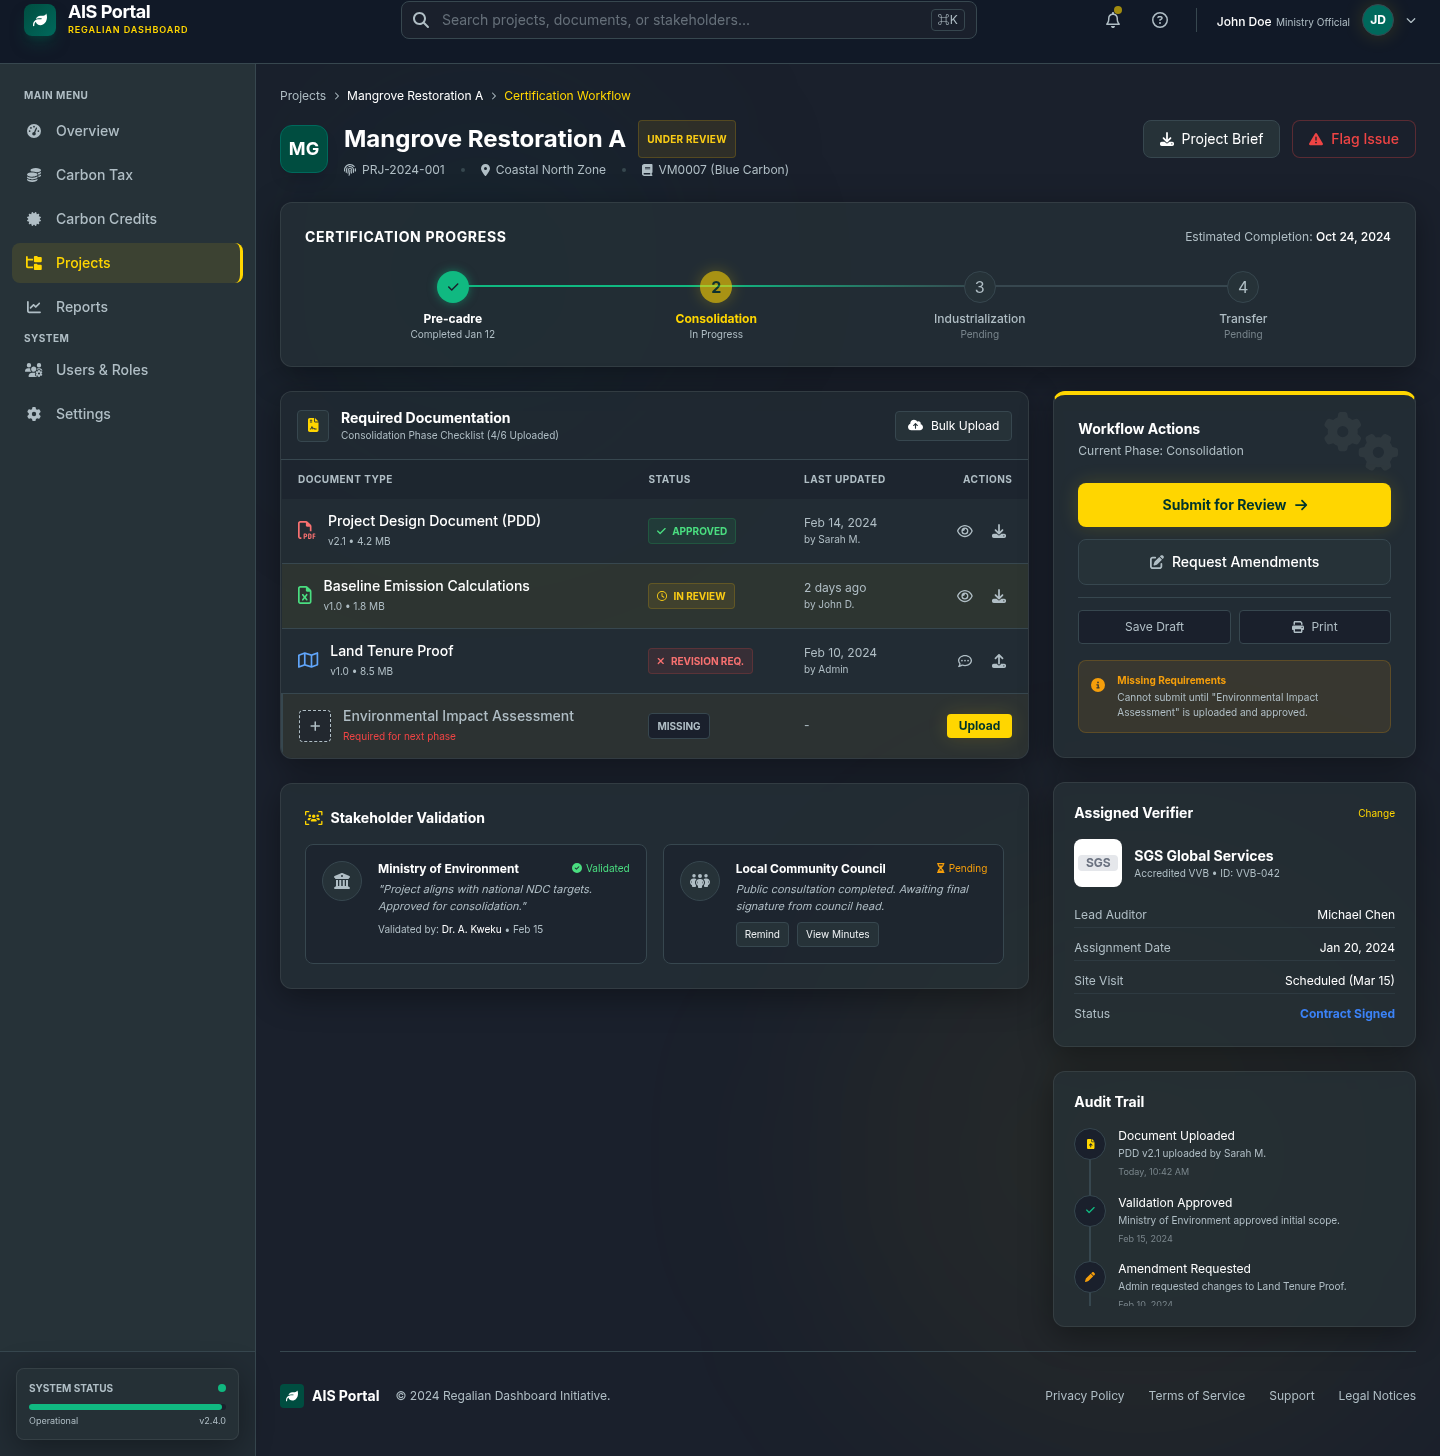 AIS Portal
REGALIAN DASHBOARD
Search projects, documents, or stakeholders...
⌘K
John Doe Ministry Official
JD
MAIN MENU
Overview
Carbon Tax
Carbon Credits
Projects
Reports
SYSTEM
Users & Roles
Settings
SYSTEM STATUS
Operational v2.4.0
Projects > Mangrove Restoration A > Certification Workflow
MG
Mangrove Restoration A
UNDER REVIEW
PRJ-2024-001 • Coastal North Zone • VM0007 (Blue Carbon)
Project Brief
Flag Issue
CERTIFICATION PROGRESS
Estimated Completion: Oct 24, 2024
Pre-cadre
Completed Jan 12
2
Consolidation
In Progress
3
Industrialization
Pending
4
Transfer
Pending
Required Documentation
Consolidation Phase Checklist (4/6 Uploaded)
Bulk Upload
DOCUMENT TYPE STATUS LAST UPDATED ACTIONS
PDF
Project Design Document (PDD)
v2.1 • 4.2 MB
APPROVED
Feb 14, 2024
by Sarah M.
Baseline Emission Calculations
v1.0 • 1.8 MB
IN REVIEW
2 days ago
by John D.
Land Tenure Proof
v1.0 • 8.5 MB
REVISION REQ.
Feb 10, 2024
by Admin
Environmental Impact Assessment
Required for next phase
MISSING
-
Upload
Stakeholder Validation
Ministry of Environment
Validated
"Project aligns with national NDC targets.
Approved for consolidation."
Validated by: Dr. A. Kweku • Feb 15
Local Community Council
Pending
Public consultation completed. Awaiting final
signature from council head.
Remind
View Minutes
Workflow Actions
Current Phase: Consolidation
Submit for Review
Request Amendments
Save Draft
Print
Missing Requirements
Cannot submit until "Environmental Impact
Assessment" is uploaded and approved.
Assigned Verifier
Change
SGS
SGS Global Services
Accredited VVB • ID: VVB-042
Lead Auditor Michael Chen
Assignment Date Jan 20, 2024
Site Visit Scheduled (Mar 15)
Status Contract Signed
Audit Trail
Document Uploaded
PDD v2.1 uploaded by Sarah M.
Today, 10:42 AM
Validation Approved
Ministry of Environment approved initial scope.
Feb 15, 2024
Amendment Requested
Admin requested changes to Land Tenure Proof.
Feb 10, 2024
AIS Portal
© 2024 Regalian Dashboard Initiative.
Privacy Policy
Terms of Service
Support
Legal Notices